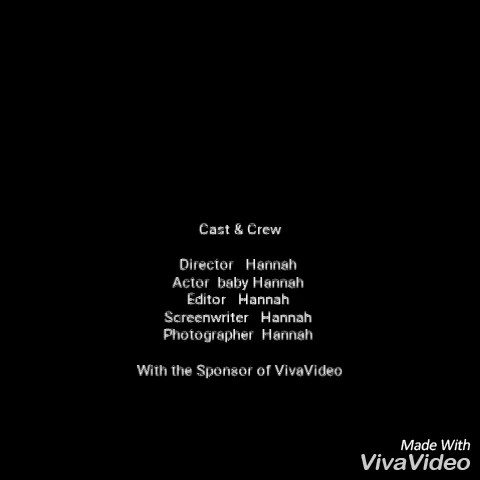 Cast & Crew
Director Hannah
Actor baby Hannah
Editor Hannah
Screenwriter Hannah
Photographer Hannah
With the Sponsor of VivaVideo
Made With
VivaVideo